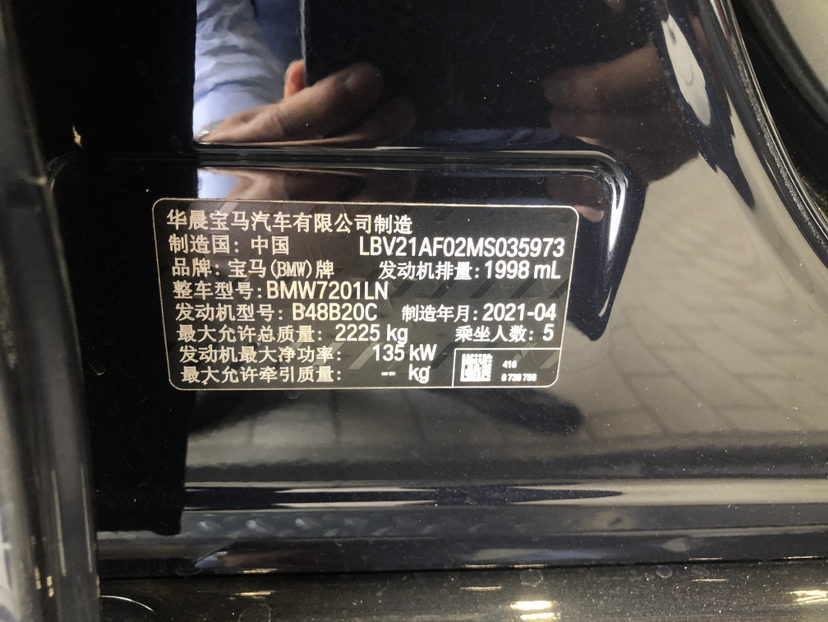 华晨宝马汽车有限公司制造
制造国：中国 LBV21AF02MS035973
品牌：宝马(BMW)牌 发动机排量：1998 mL
整车型号：BMW7201LN
发动机型号：B48B20C 制造年月：2021-04
最大允许总质量：2225 kg 乘坐人数：5
发动机最大净功率：135 kW
最大允许牵引质量：-- kg
416
8 736 786